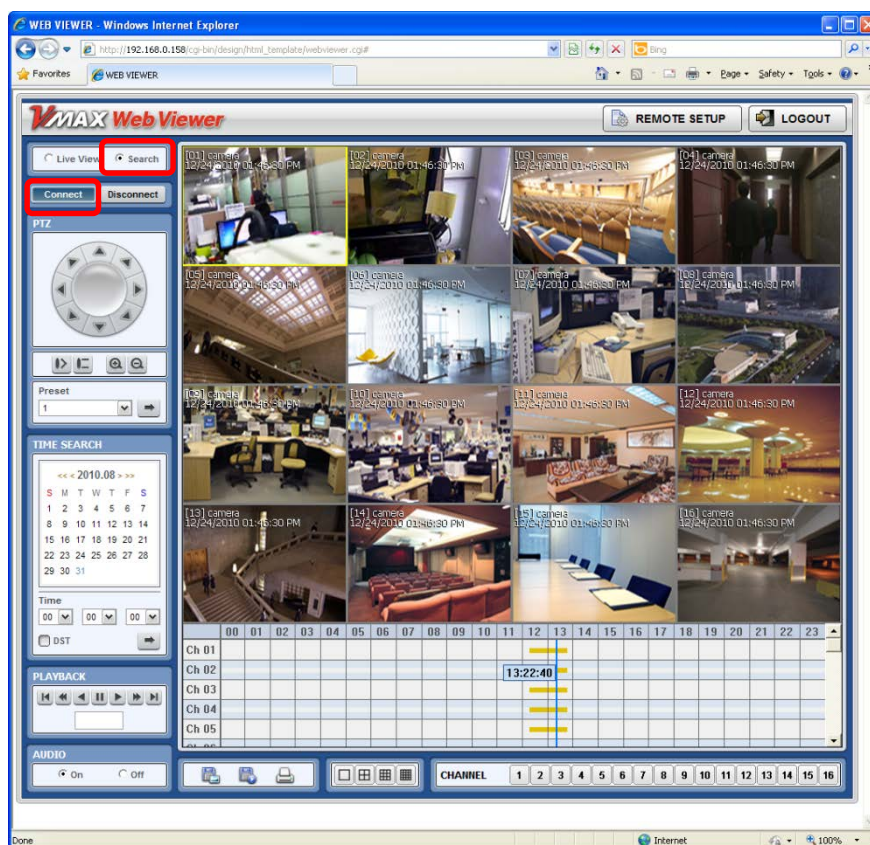 WEB VIEWER - Windows Internet Explorer
http://192.168.0.158/cgi-bin/design/html_template/webviewer.cgi#
Bing
Favorites
WEB VIEWER
Page
Safety
Tools
VMAX Web Viewer
REMOTE SETUP
LOGOUT
Live View
Search
Connect
Disconnect
PTZ
Preset
1
TIME SEARCH
<< < 2010.08 > >>
S M T W T F S
1 2 3 4 5 6 7
8 9 10 11 12 13 14
15 16 17 18 19 20 21
22 23 24 25 26 27 28
29 30 31
Time
00 00 00
DST
PLAYBACK
AUDIO
On
Off
[01] camera
12/24/2010 01:46:30 PM
[02] camera
12/24/2010 01:46:30 PM
[03] camera
12/24/2010 01:46:30 PM
[04] camera
12/24/2010 01:46:30 PM
[05] camera
12/24/2010 01:46:30 PM
[06] camera
12/24/2010 01:46:30 PM
[07] camera
12/24/2010 01:46:30 PM
[08] camera
12/24/2010 01:46:30 PM
[09] camera
12/24/2010 01:46:30 PM
[10] camera
12/24/2010 01:46:30 PM
[11] camera
12/24/2010 01:46:30 PM
[12] camera
12/24/2010 01:46:30 PM
[13] camera
12/24/2010 01:46:30 PM
[14] camera
12/24/2010 01:46:30 PM
[15] camera
12/24/2010 01:46:30 PM
[16] camera
12/24/2010 01:46:30 PM
00 01 02 03 04 05 06 07 08 09 10 11 12 13 14 15 16 17 18 19 20 21 22 23
Ch 01
Ch 02
13:22:40
Ch 03
Ch 04
Ch 05
CHANNEL
1 2 3 4 5 6 7 8 9 10 11 12 13 14 15 16
Done
Internet
100%